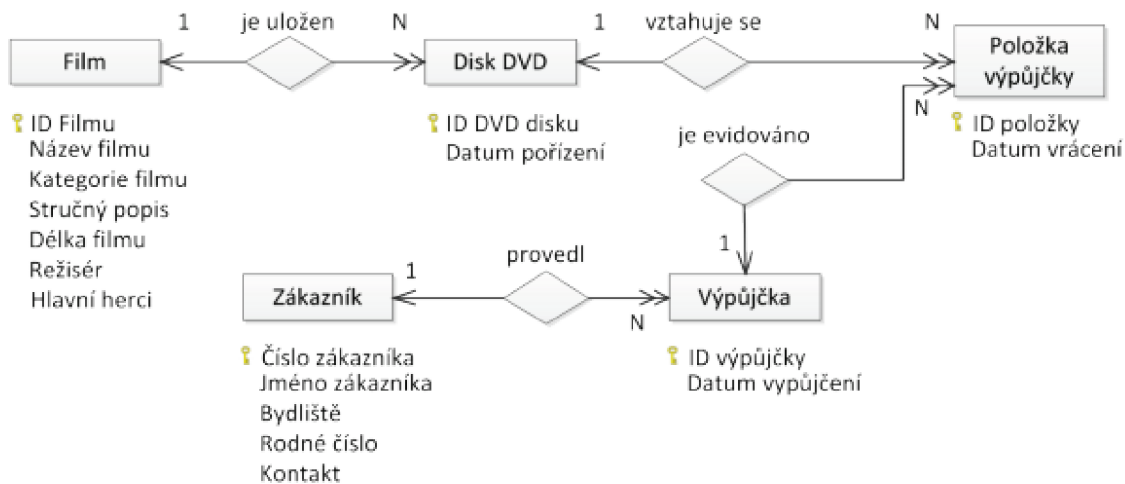 1 je uložen N 1 vztahuje se N
Film
Disk DVD
Položka
výpůjčky
ID Filmu
Název filmu
Kategorie filmu
Stručný popis
Délka filmu
Režisér
Hlavní herci
ID DVD disku
Datum pořízení
N
ID položky
Datum vrácení
je evidováno
1
provedl
1
N
Zákazník
Výpůjčka
Číslo zákazníka
Jméno zákazníka
Bydliště
Rodné číslo
Kontakt
ID výpůjčky
Datum vypůjčení